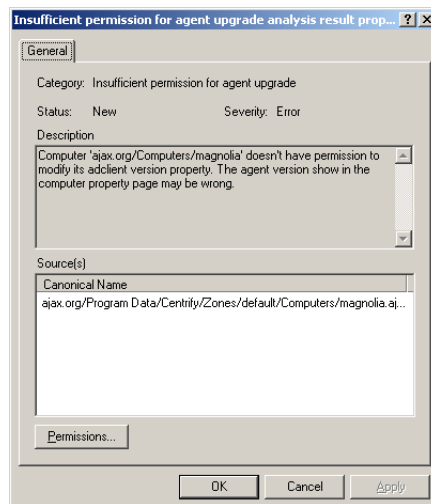 Insufficient permission for agent upgrade analysis result prop...
General
Category: Insufficient permission for agent upgrade
Status: New Severity: Error
Description
Computer 'ajax.org/Computers/magnolia' doesn't have permission to
modify its adclient version property. The agent version show in the
computer property page may be wrong.
Source(s)
Canonical Name
ajax.org/Program Data/Centrify/Zones/default/Computers/magnolia.aj...
Permissions...
OK Cancel Apply